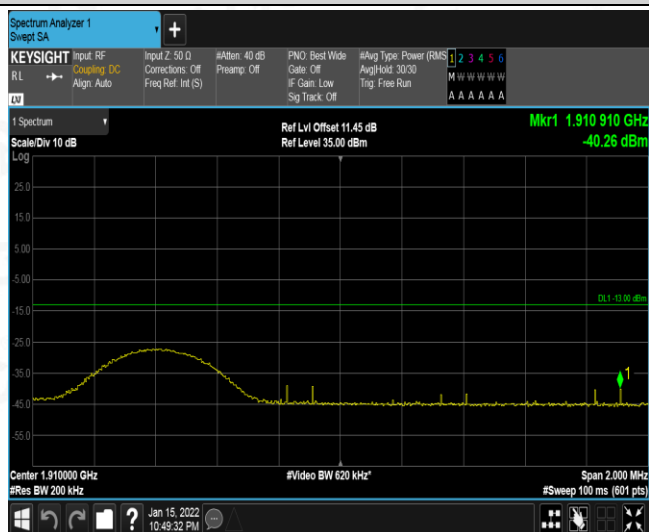 Spectrum Analyzer 1
Swept SA
+
KEYSIGHT
RL
LXI
Input: RF
Coupling: DC
Align: Auto
Input Z: 50 Ω
Corrections: Off
Freq Ref: Int (S)
#Atten: 40 dB
Preamp: Off
PNO: Best Wide
Gate: Off
IF Gain: Low
Sig Track: Off
#Avg Type: Power (RMS
Avg|Hold: 30/30
Trig: Free Run
1 2 3 4 5 6
M W W W W W
A A A A A A
1 Spectrum
Scale/Div 10 dB
Log
Ref Lvl Offset 11.45 dB
Ref Level 35.00 dBm
Mkr1 1.910 910 GHz
-40.26 dBm
25.0
15.0
5.00
-5.00
DL1 -13.00 dBm
-15.0
-25.0
-35.0
1
-45.0
-55.0
Center 1.910000 GHz
#Res BW 200 kHz
#Video BW 620 kHz*
Span 2.000 MHz
#Sweep 100 ms (601 pts)
?
Jan 15, 2022
10:49:32 PM